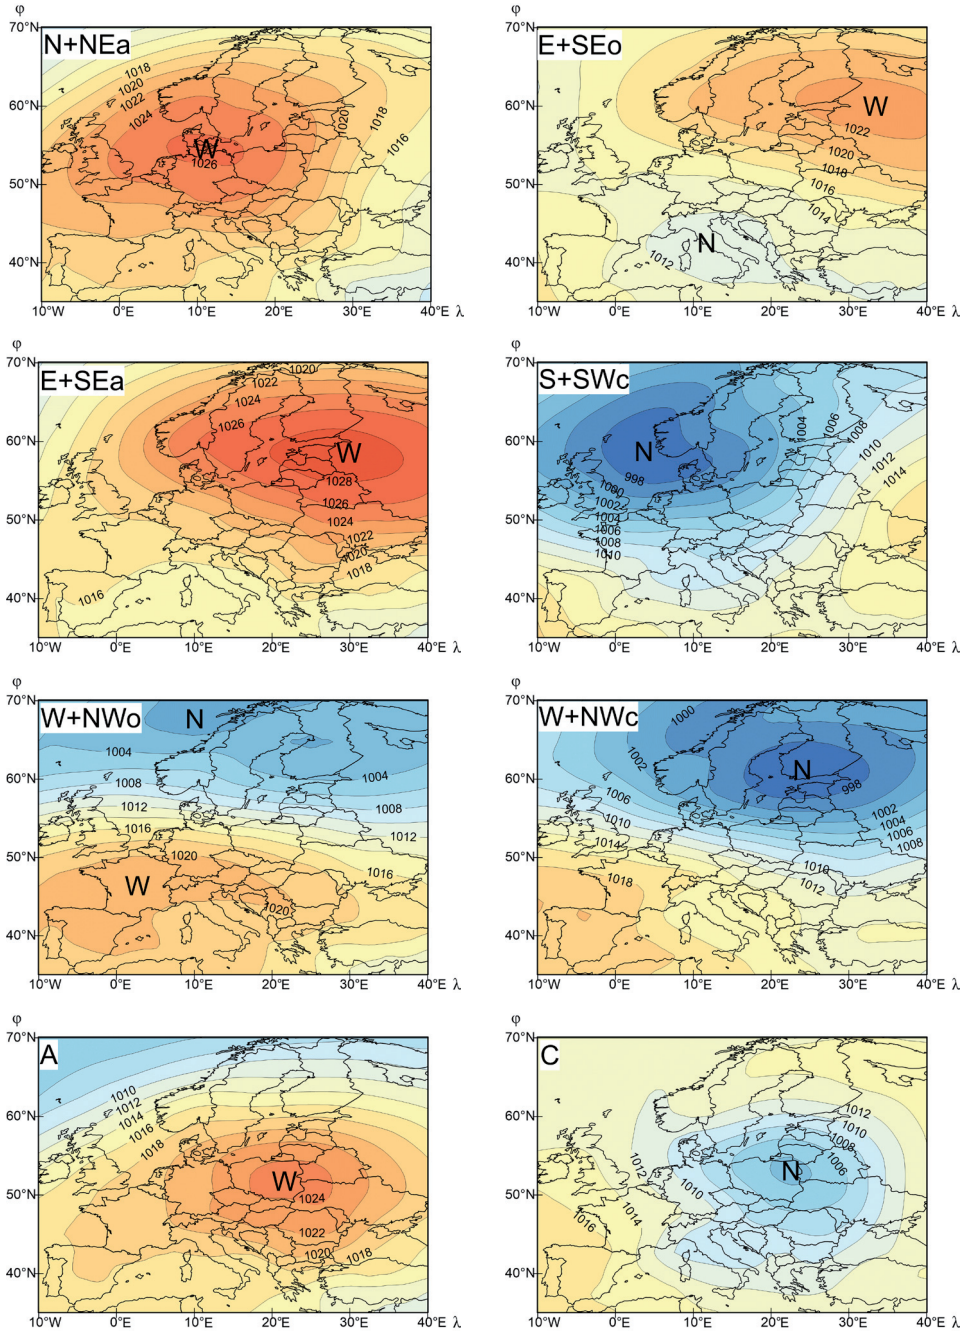 φ
φ
70°N
N+NEa
1018
1020
1022
1024
1020
1018
1016
60°N
W
1026
50°N
40°N
10°W
0°E
10°E
20°E
30°E
40°E λ
70°N
E+SEo
60°N
W
1022
1020
1018
1016
1014
50°N
N
1012
40°N
10°W
0°E
10°E
20°E
30°E
40°E λ
φ
φ
70°N
E+SEa
1020
1022
1024
1026
60°N
W
1028
1026
1024
1022
1020
1018
50°N
1016
40°N
10°W
0°E
10°E
20°E
30°E
40°E λ
70°N
S+SWc
1004
1006
1008
1010
1012
1014
60°N
N
998
1000
1002
1004
1006
1008
1010
50°N
40°N
10°W
0°E
10°E
20°E
30°E
40°E λ
φ
φ
70°N
W+NWo
N
1004
1004
1008
1008
60°N
1012
1012
1016
1016
50°N
1020
W
1020
40°N
10°W
0°E
10°E
20°E
30°E
40°E λ
70°N
W+NWc
1000
1002
N
998
60°N
1006
1002
1004
1010
1006
1008
1014
50°N
1010
1018
1012
40°N
10°W
0°E
10°E
20°E
30°E
40°E λ
φ
φ
70°N
A
1010
1012
1014
1016
1018
60°N
W
1024
50°N
1022
1020
1018
40°N
10°W
0°E
10°E
20°E
30°E
40°E λ
70°N
C
1012
1010
1008
1006
60°N
1012
N
1010
50°N
1014
1016
40°N
10°W
0°E
10°E
20°E
30°E
40°E λ